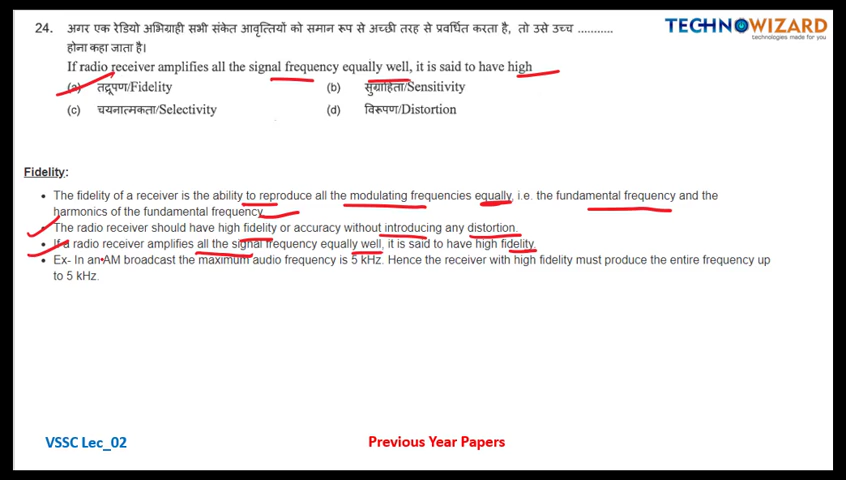 TECHNOWIZARD
technologies made for you
24. अगर एक रेडियो अभिग्राही सभी संकेत आवृत्तियों को समान रूप से अच्छी तरह से प्रवर्धित करता है, तो उसे उच्च ...........
होना कहा जाता है।
If radio receiver amplifies all the signal frequency equally well, it is said to have high
(a) तद्रूपण/Fidelity (b) सुग्राहिता/Sensitivity
(c) चयनात्मकता/Selectivity (d) विरूपण/Distortion
Fidelity:
• The fidelity of a receiver is the ability to reproduce all the modulating frequencies equally, i.e. the fundamental frequency and the
harmonics of the fundamental frequency
• The radio receiver should have high fidelity or accuracy without introducing any distortion.
• If a radio receiver amplifies all the signal frequency equally well, it is said to have high fidelity.
• Ex- In an AM broadcast the maximum audio frequency is 5 kHz. Hence the receiver with high fidelity must produce the entire frequency up
to 5 kHz.
VSSC Lec_02 Previous Year Papers